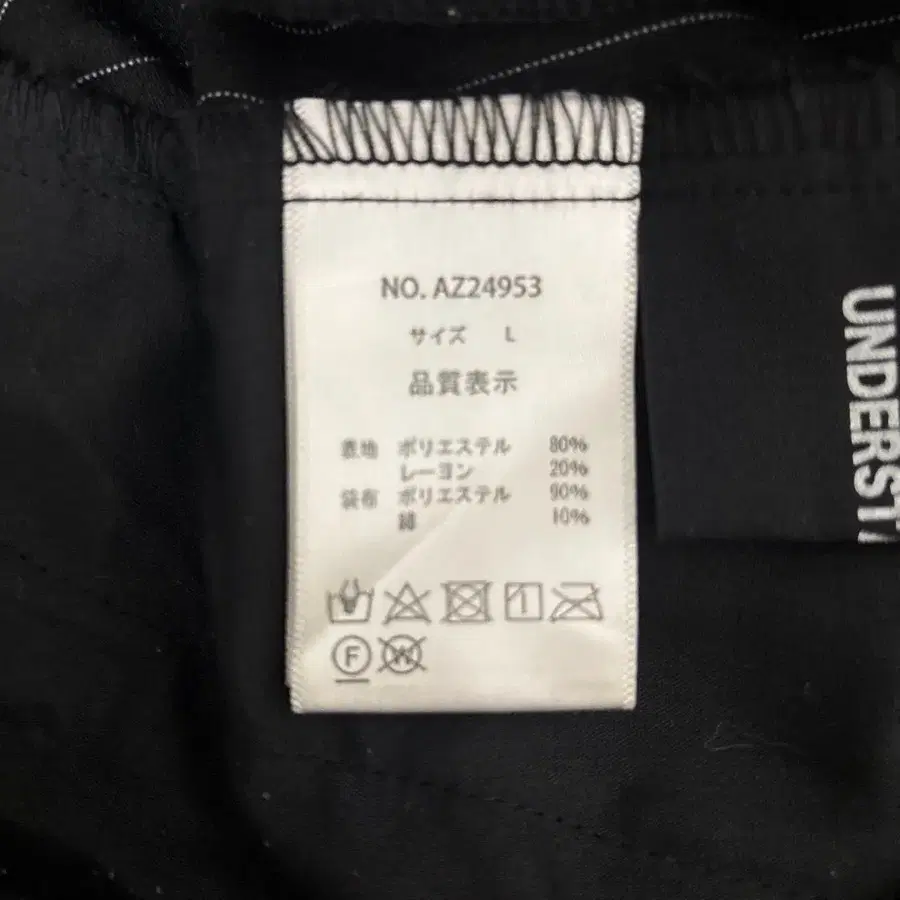 NO. AZ24953
サイズ L
品質表示
表地 ポリエステル 80%
レーヨン 20%
袋布 ポリエステル 90%
綿 10%
F
W
UNDERST